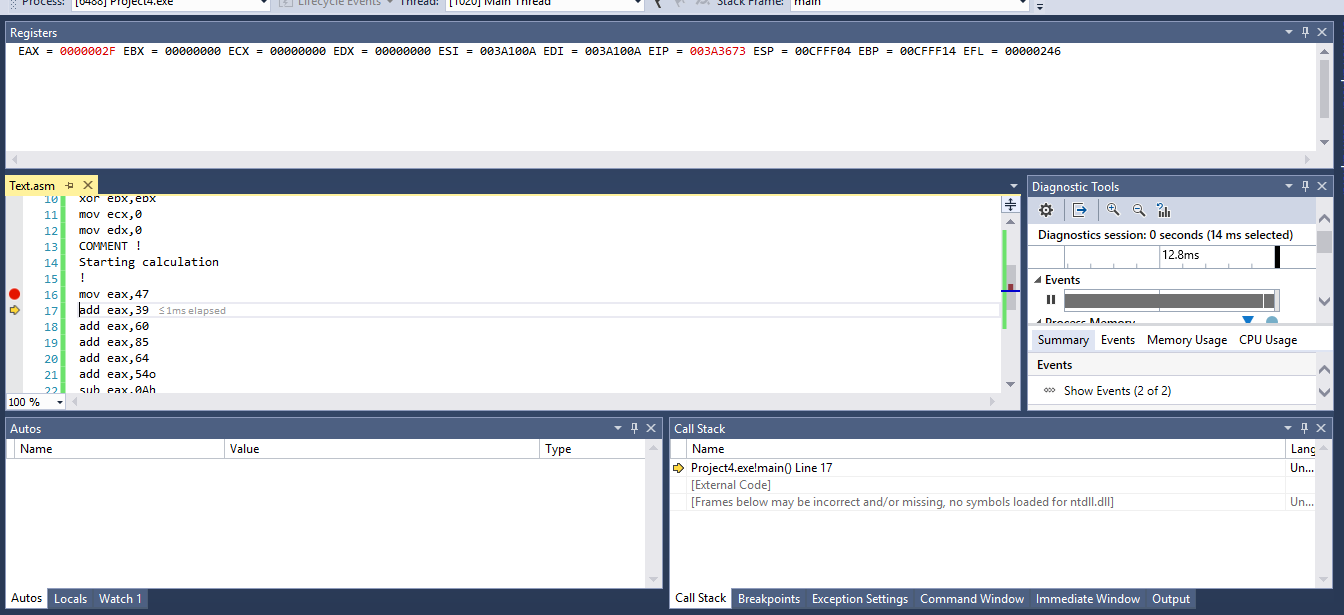 Process: [6488] Project4.exe Lifecycle Events Thread: [1020] Main Thread Stack Frame: main
Registers
EAX = 0000002F EBX = 00000000 ECX = 00000000 EDX = 00000000 ESI = 003A100A EDI = 003A100A EIP = 003A3673 ESP = 00CFFF04 EBP = 00CFFF14 EFL = 00000246
Text.asm
10 xor ebx,ebx
11 mov ecx,0
12 mov edx,0
13 COMMENT !
14 Starting calculation
15 !
16 mov eax,47
17 add eax,39 ≤1ms elapsed
18 add eax,60
19 add eax,85
20 add eax,64
21 add eax,54o
22 sub eax,0Ah
100 %
Diagnostic Tools
Diagnostics session: 0 seconds (14 ms selected)
12.8ms
Events
Process Memory
Summary Events Memory Usage CPU Usage
Events
Show Events (2 of 2)
Autos
Name Value Type
Autos Locals Watch 1
Call Stack
Name Lang
Project4.exe!main() Line 17 Un...
[External Code]
[Frames below may be incorrect and/or missing, no symbols loaded for ntdll.dll] Un...
Call Stack Breakpoints Exception Settings Command Window Immediate Window Output